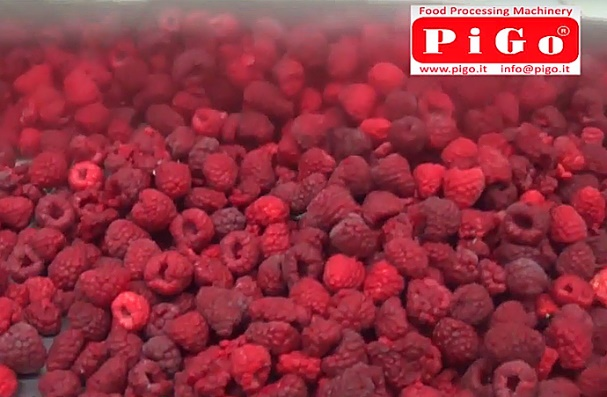 Food Processing Machinery
PiGo®
www.pigo.it info@pigo.it